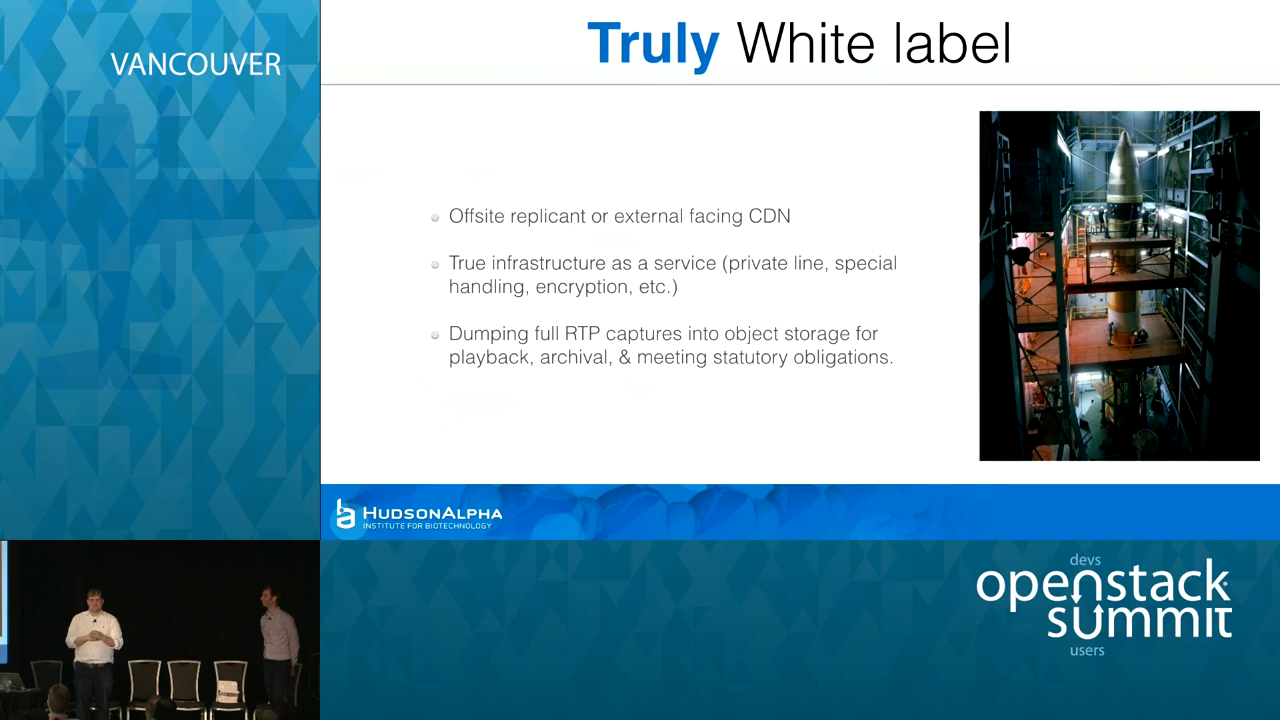 VANCOUVER
Truly White label
Offsite replicant or external facing CDN
True infrastructure as a service (private line, special
handling, encryption, etc.)
Dumping full RTP captures into object storage for
playback, archival, & meeting statutory obligations.
HUDSONALPHA
INSTITUTE FOR BIOTECHNOLOGY
devs
openstack
summit
users